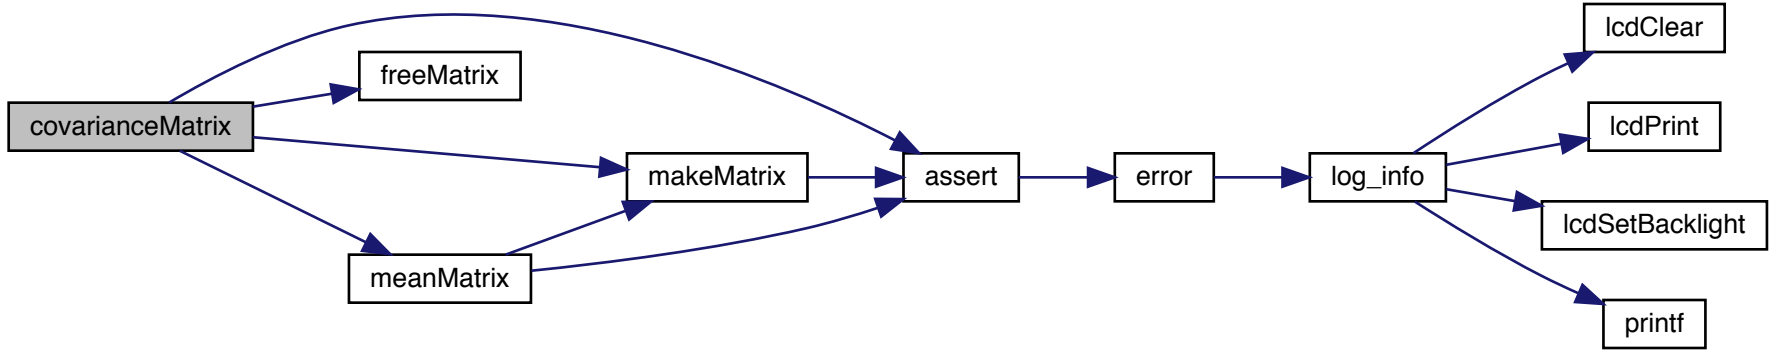 covarianceMatrix
freeMatrix
makeMatrix
meanMatrix
assert
error
log_info
lcdClear
lcdPrint
lcdSetBacklight
printf